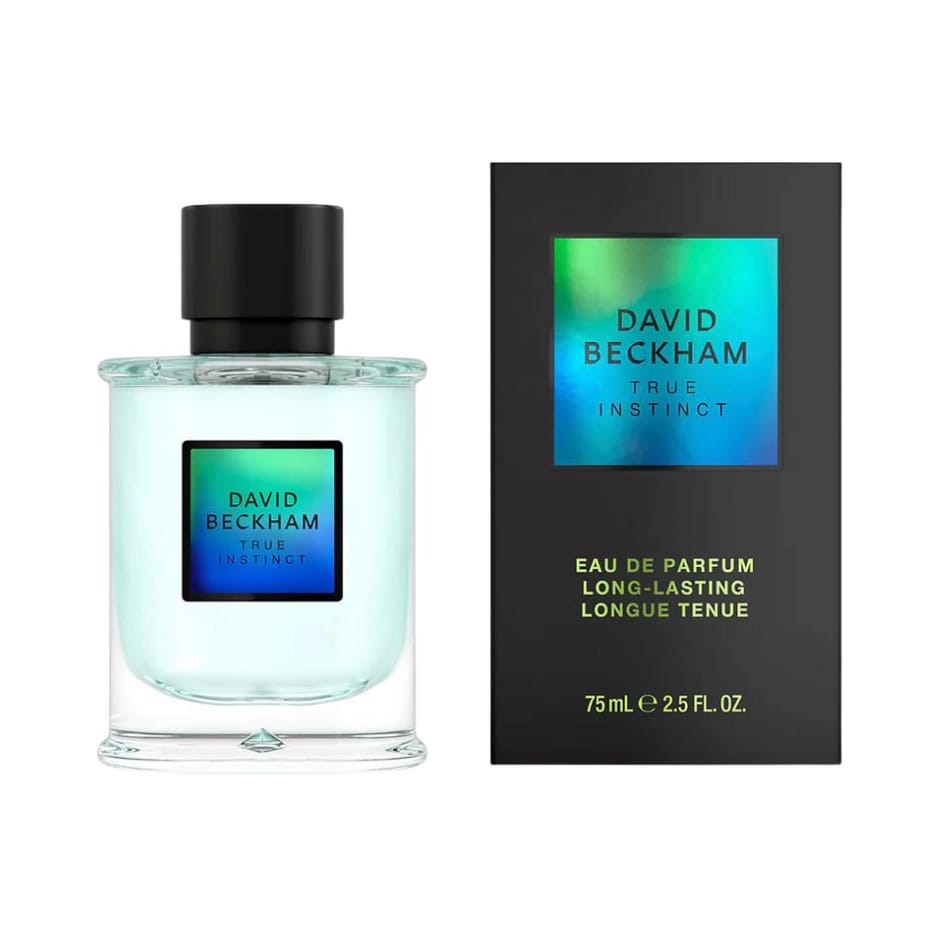 DAVID
BECKHAM
TRUE
INSTINCT
DAVID
BECKHAM
TRUE
INSTINCT
EAU DE PARFUM
LONG-LASTING
LONGUE TENUE
75 mL ℮ 2.5 FL. OZ.